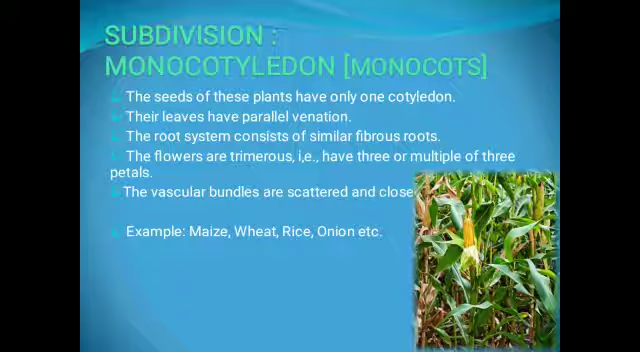 SUBDIVISION :
MONOCOTYLEDON [MONOCOTS]
The seeds of these plants have only one cotyledon.
Their leaves have parallel venation.
The root system consists of similar fibrous roots.
The flowers are trimerous, i,e., have three or multiple of three
petals.
The vascular bundles are scattered and close
Example: Maize, Wheat, Rice, Onion etc.